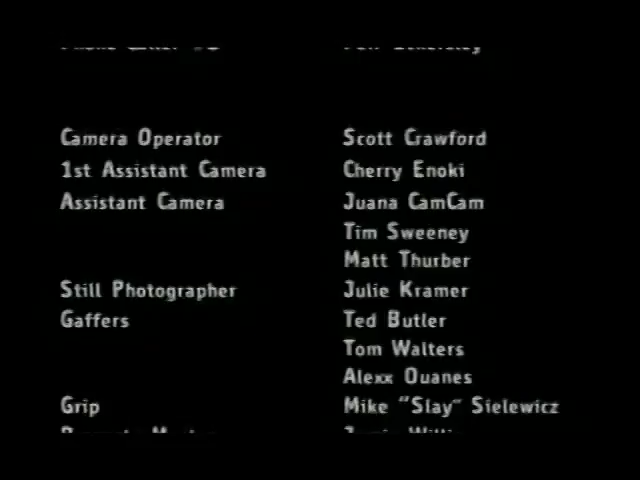 Camera Operator Scott Crawford
1st Assistant Camera Cherry Enoki
Assistant Camera Juana CamCam
Tim Sweeney
Matt Thurber
Still Photographer Julie Kramer
Gaffers Ted Butler
Tom Walters
Alexx Ouanes
Grip Mike "Slay" Sielewicz